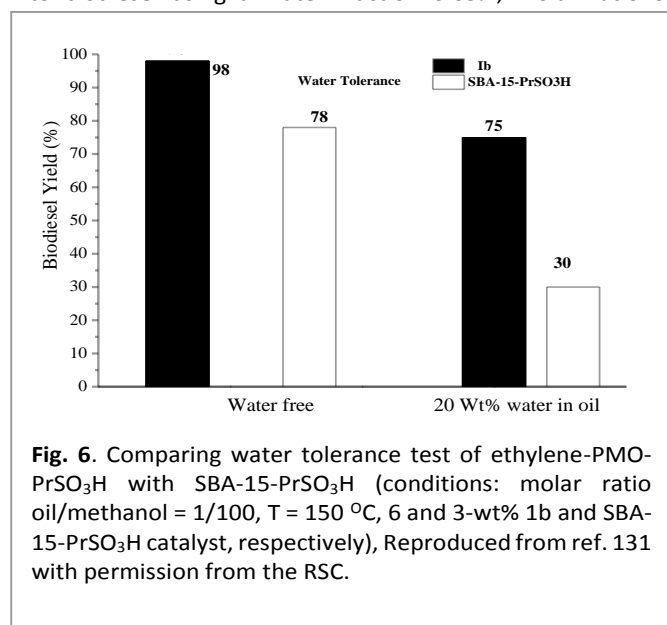 Ib
SBA-15-PrSO3H
Water Tolerance
98
78
75
30
100
90
80
70
60
50
40
30
20
10
0
Biodiesel Yield (%)
Water free
20 Wt% water in oil
Fig. 6. Comparing water tolerance test of ethylene-PMO-
PrSO₃H with SBA-15-PrSO₃H (conditions: molar ratio
oil/methanol = 1/100, T = 150 ᴼC, 6 and 3-wt% 1b and SBA-
15-PrSO₃H catalyst, respectively), Reproduced from ref. 131
with permission from the RSC.